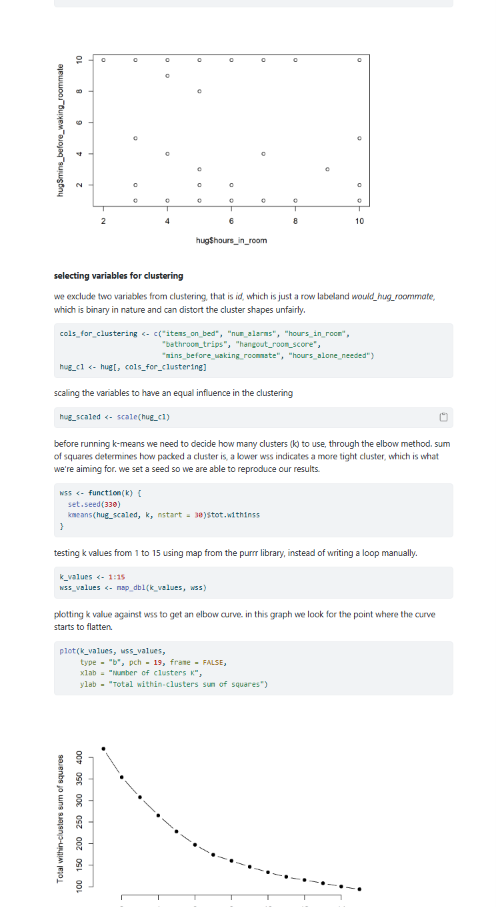 10
8
6
4
2
hug$mins_before_waking_roommate
2 4 6 8 10
hug$hours_in_room
selecting variables for clustering
we exclude two variables from clustering, that is id, which is just a row labeland would_hug_roommate,
which is binary in nature and can distort the cluster shapes unfairly.
cols_for_clustering <- c("items_on_bed", "num_alarms", "hours_in_room",
"bathroom_trips", "hangout_room_score",
"mins_before_waking_roommate", "hours_alone_needed")
hug_cl <- hug[, cols_for_clustering]
scaling the variables to have an equal influence in the clustering
hug_scaled <- scale(hug_cl)
before running k-means we need to decide how many clusters (k) to use, through the elbow method. sum
of squares determines how packed a cluster is, a lower wss indicates a more tight cluster, which is what
we're aiming for. we set a seed so we are able to reproduce our results.
wss <- function(k) {
set.seed(330)
kmeans(hug_scaled, k, nstart = 30)$tot.withinss
}
testing k values from 1 to 15 using map from the purrr library, instead of writing a loop manually.
k_values <- 1:15
wss_values <- map_dbl(k_values, wss)
plotting k value against wss to get an elbow curve. in this graph we look for the point where the curve
starts to flatten.
plot(k_values, wss_values,
type = "b", pch = 19, frame = FALSE,
xlab = "Number of clusters K",
ylab = "Total within-clusters sum of squares")
400
350
300
250
200
150
100
Total within-clusters sum of squares